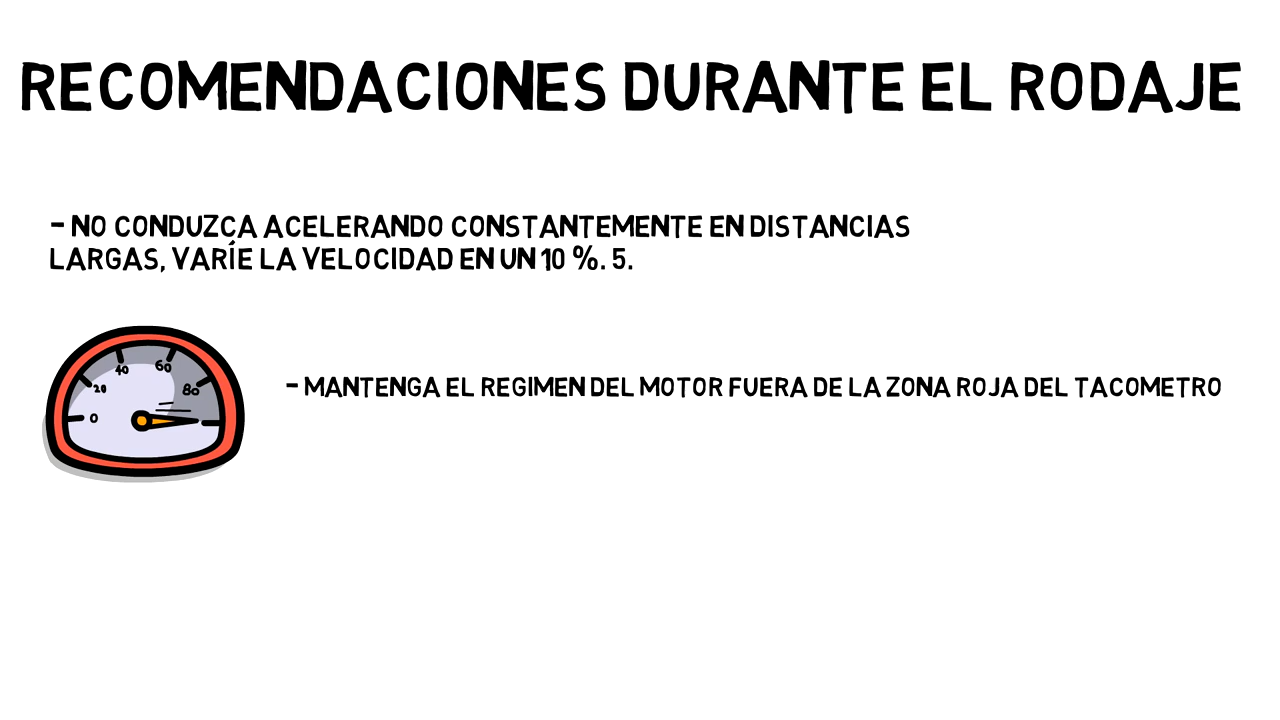 RECOMENDACIONES DURANTE EL RODAJE
- NO CONDUZCA ACELERANDO CONSTANTEMENTE EN DISTANCIAS
LARGAS, VARÍE LA VELOCIDAD EN UN 10 %. 5.
0 20 40 60 80
- MANTENGA EL REGIMEN DEL MOTOR FUERA DE LA ZONA ROJA DEL TACOMETRO